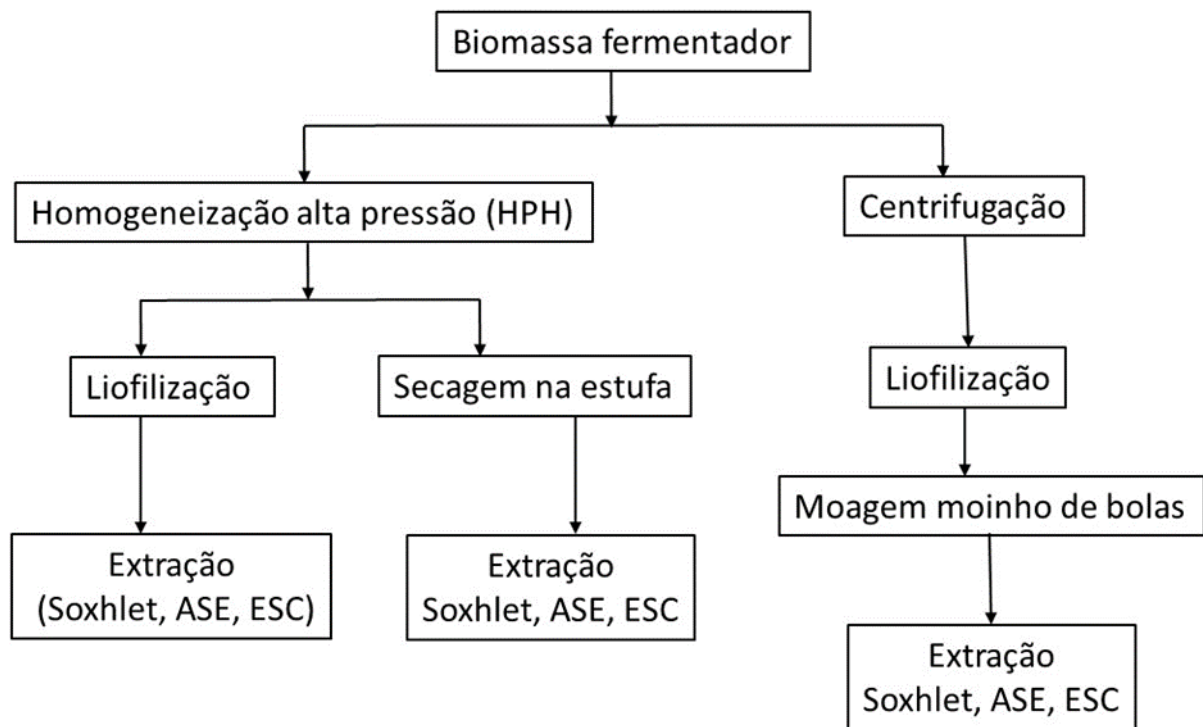 Biomassa fermentador
Homogeneização alta pressão (HPH)
Centrifugação
Liofilização
Secagem na estufa
Liofilização
Moagem moinho de bolas
Extração
(Soxhlet, ASE, ESC)
Extração
Soxhlet, ASE, ESC
Extração
Soxhlet, ASE, ESC